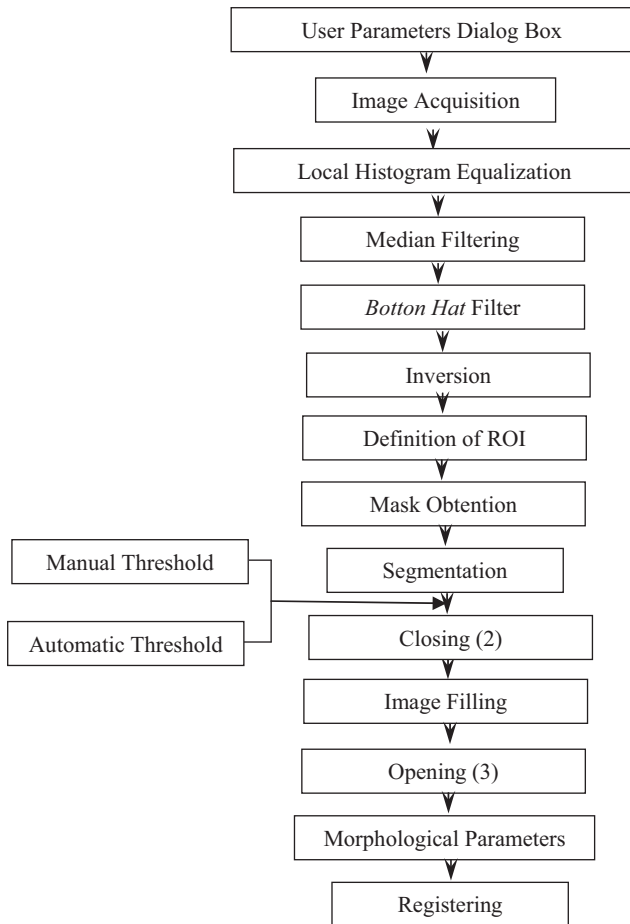 User Parameters Dialog Box
Image Acquisition
Local Histogram Equalization
Median Filtering
Botton Hat Filter
Inversion
Definition of ROI
Mask Obtention
Manual Threshold
Segmentation
Automatic Threshold
Closing (2)
Image Filling
Opening (3)
Morphological Parameters
Registering